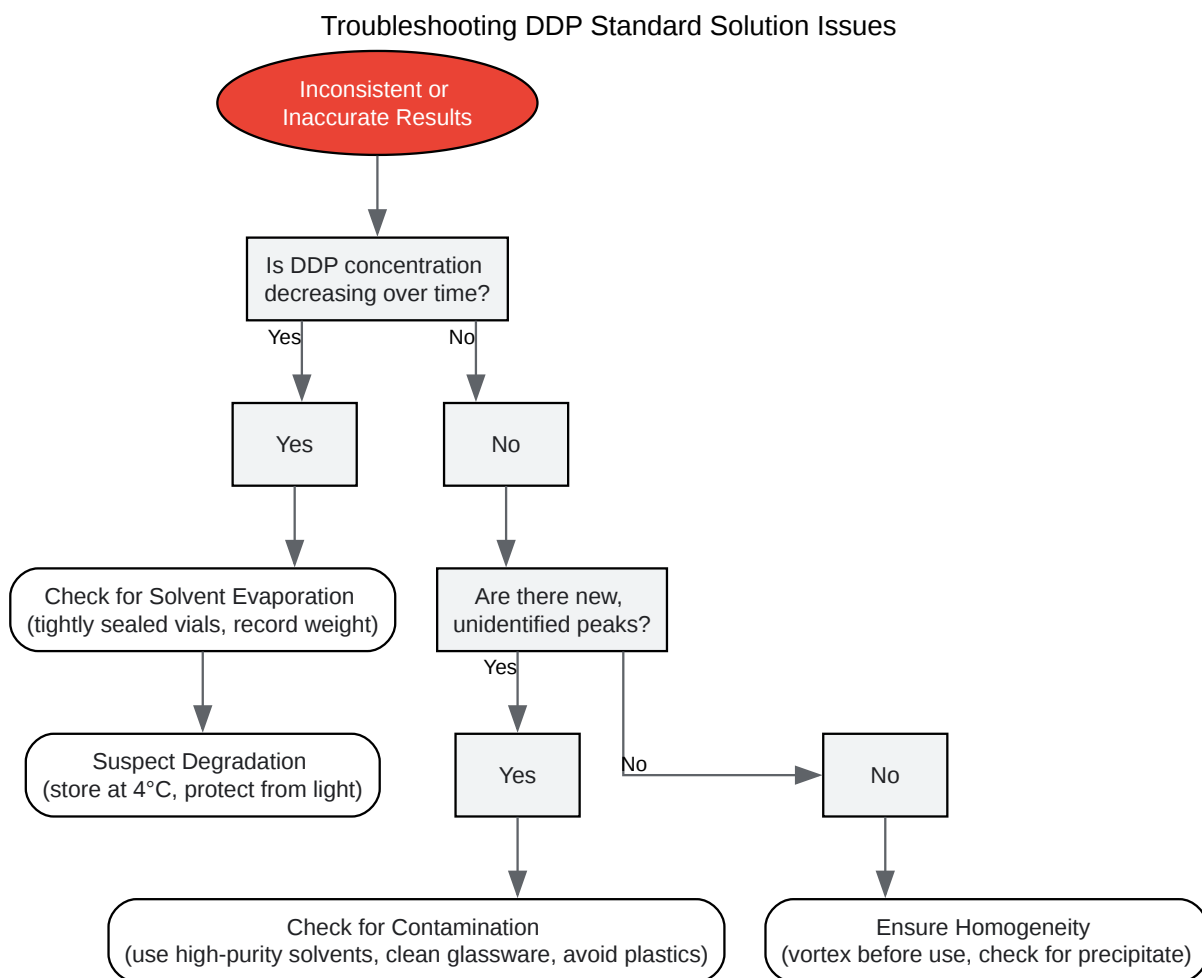 Troubleshooting DDP Standard Solution Issues
Inconsistent or
Inaccurate Results
Is DDP concentration
decreasing over time?
Yes
No
Yes
No
Check for Solvent Evaporation
(tightly sealed vials, record weight)
Are there new,
unidentified peaks?
Yes
Suspect Degradation
(store at 4°C, protect from light)
Yes
No
No
Check for Contamination
(use high-purity solvents, clean glassware, avoid plastics)
Ensure Homogeneity
(vortex before use, check for precipitate)